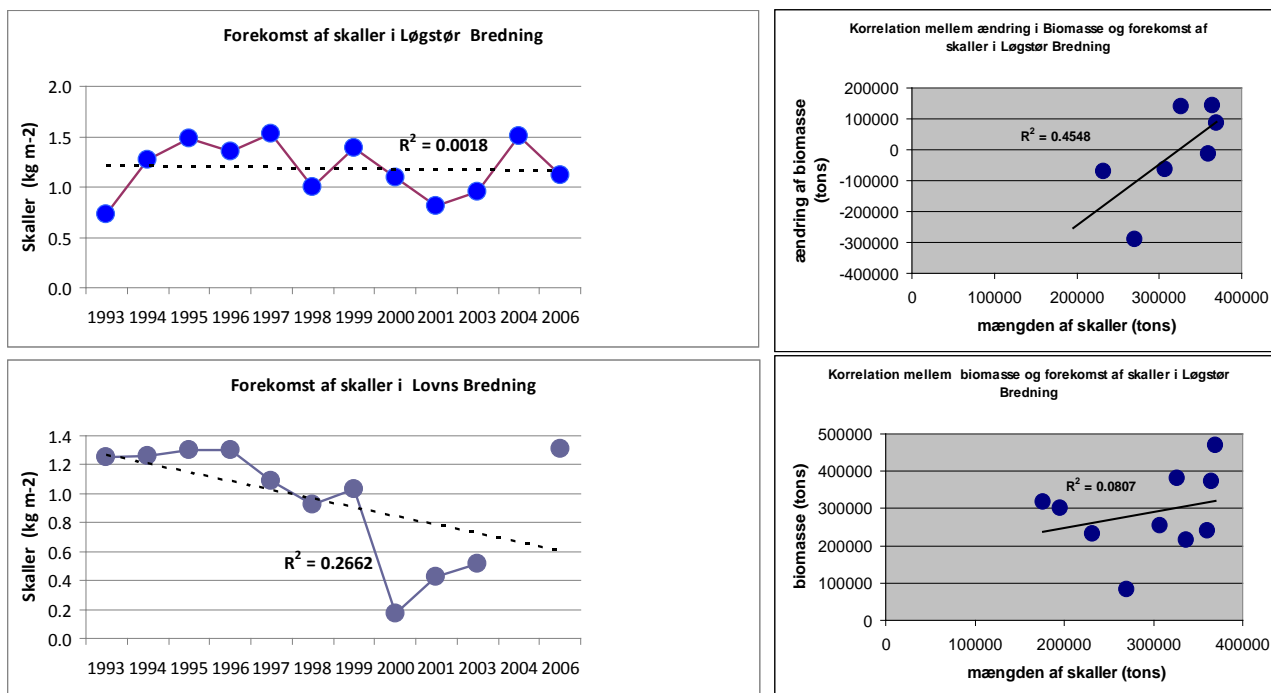 Forekomst af skaller i Løgstør Bredning
Skaller (kg m-2)
2.0
1.5
1.0
0.5
0.0
R² = 0.0018
1993 1994 1995 1996 1997 1998 1999 2000 2001 2003 2004 2006
Korrelation mellem ændring i Biomasse og forekomst af
skaller i Løgstør Bredning
ændring af biomasse
(tons)
200000
100000
0
-100000
-200000
-300000
-400000
R² = 0.4548
0 100000 200000 300000 400000
mængden af skaller (tons)
Forekomst af skaller i Lovns Bredning
Skaller (kg m-2)
1.4
1.2
1.0
0.8
0.6
0.4
0.2
0.0
R² = 0.2662
1993 1994 1995 1996 1997 1998 1999 2000 2001 2003 2004 2006
Korrelation mellem biomasse og forekomst af skaller i Løgstør
Bredning
biomasse (tons)
500000
400000
300000
200000
100000
0
R² = 0.0807
0 100000 200000 300000 400000
mængden af skaller (tons)